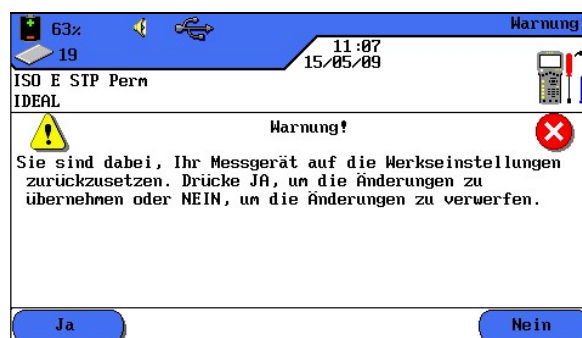 63%
Warnung
19
11:07
15/05/09
ISO E STP Perm
IDEAL
Warnung!
Sie sind dabei, Ihr Messgerät auf die Werkseinstellungen
zurückzusetzen. Drücke JA, um die Änderungen zu
übernehmen oder NEIN, um die Änderungen zu verwerfen.
Ja
Nein